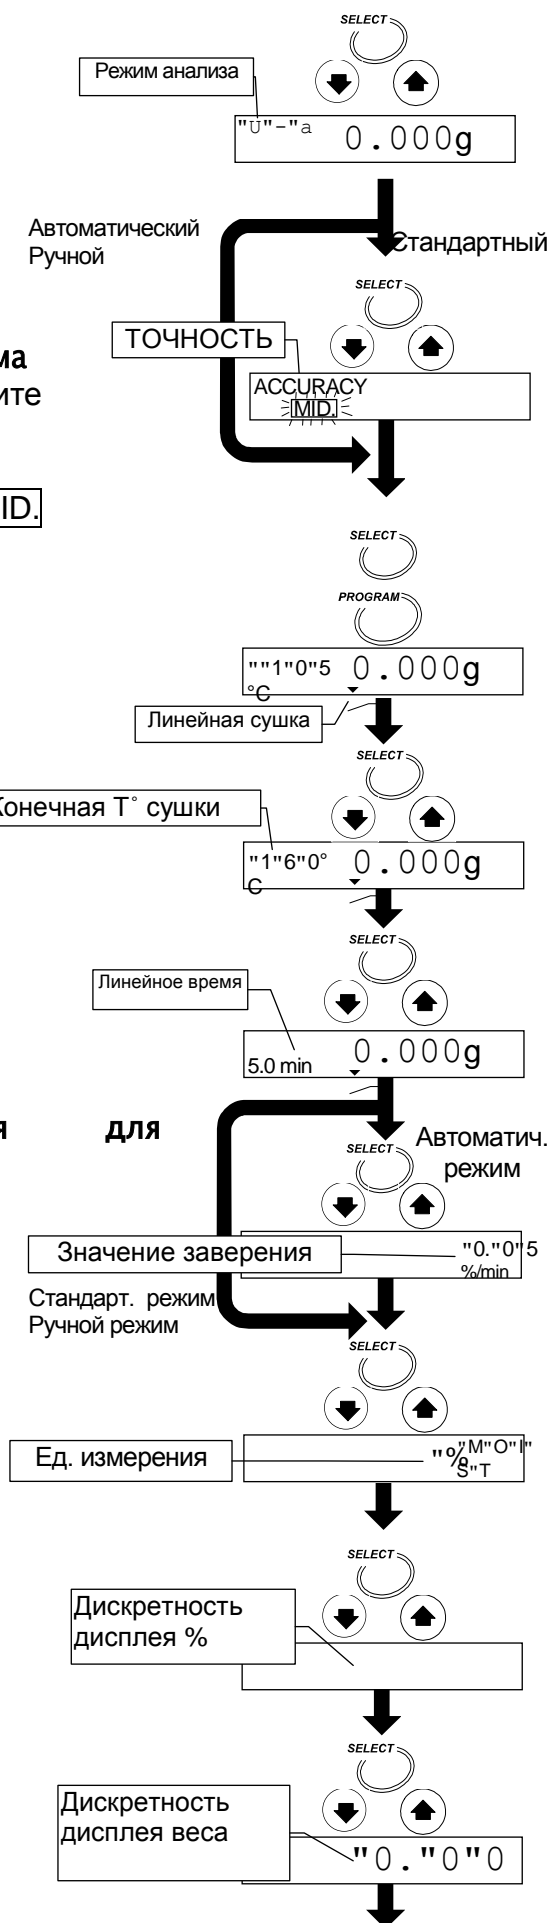 SELECT
Режим анализа
"U"-"a 0.000g
Автоматический
Ручной
Стандартный
SELECT
ТОЧНОСТЬ
ма
ите
ACCURACY
MID.
ID.
SELECT
PROGRAM
""1"0"5 0.000g
°C
Линейная сушка
SELECT
Конечная Т° сушки
"1"6"0° 0.000g
C
SELECT
Линейное время
5.0 min 0.000g
я для
Автоматич.
режим
SELECT
Значение заверения
"0."0"5
%/min
Стандарт. режим
Ручной режим
SELECT
Ед. измерения
"% "M"O"I"
S"T
SELECT
Дискретность
дисплея %
SELECT
Дискретность
дисплея веса
"0."0"0